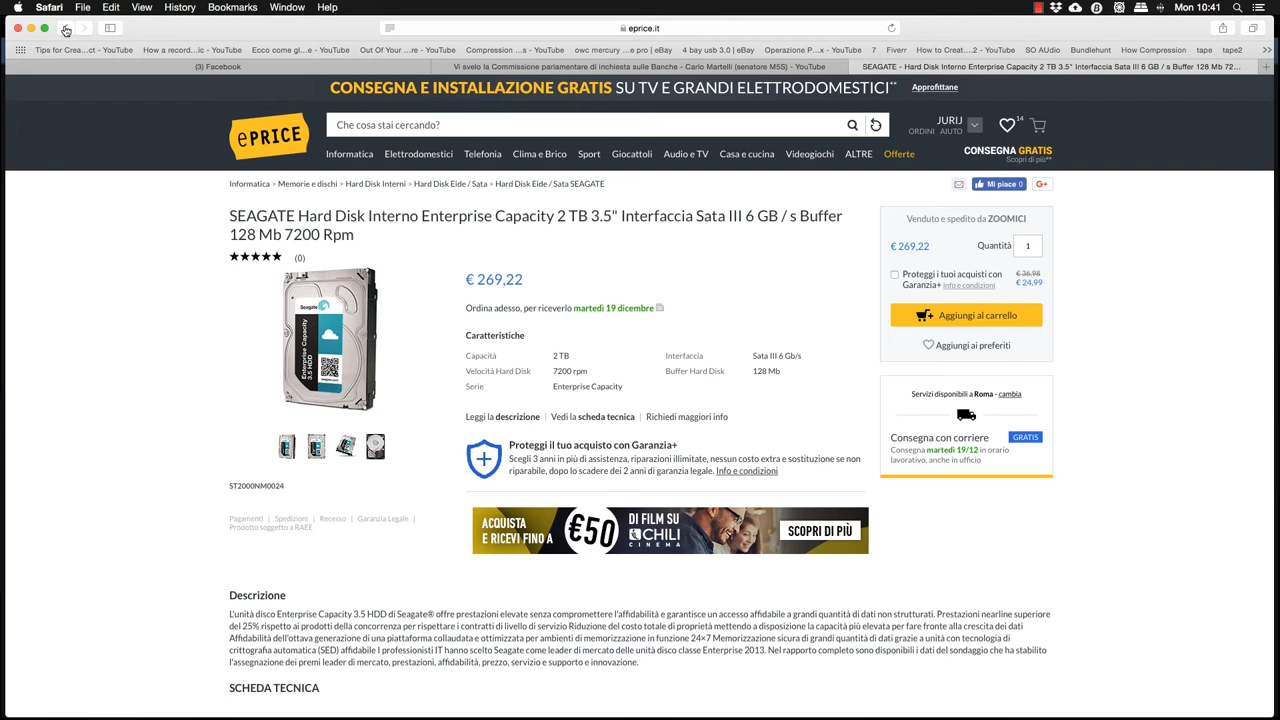 Safari File Edit View History Bookmarks Window Help
Mon 10:41
eprice.it
Tips for Crea...ct - YouTube How a record...ic - YouTube Ecco come gl...e - YouTube Out Of Your ...re - YouTube Compression ...s - YouTube owc mercury ...e pro | eBay 4 bay usb 3.0 | eBay Operazione P...x - YouTube 7 Fiverr How to Creat...2 - YouTube SO AUdio Bundlehunt How Compression tape tape2
(3) Facebook
Vi svelo la Commissione parlamentare di inchiesta sulle Banche - Carlo Martelli (senatore M5S) - YouTube
SEAGATE - Hard Disk Interno Enterprise Capacity 2 TB 3.5" Interfaccia Sata III 6 GB / s Buffer 128 Mb 72...
CONSEGNA E INSTALLAZIONE GRATIS SU TV E GRANDI ELETTRODOMESTICI** Approfittane
ePRICE
Che cosa stai cercando?
JURIJ
ORDINI AIUTO
14
Informatica Elettrodomestici Telefonia Clima e Brico Sport Giocattoli Audio e TV Casa e cucina Videogiochi ALTRE Offerte
CONSEGNA GRATIS
Scopri di più**
Informatica > Memorie e dischi > Hard Disk Interni > Hard Disk Eide / Sata > Hard Disk Eide / Sata SEAGATE
Mi piace 0
G+
SEAGATE Hard Disk Interno Enterprise Capacity 2 TB 3.5" Interfaccia Sata III 6 GB / s Buffer
128 Mb 7200 Rpm
(0)
Seagate
Enterprise Capacity
3.5 HDD
ST2000NM0024
Pagamenti | Spedizioni | Recesso | Garanzia Legale |
Prodotto soggetto a RAEE
€ 269,22
Ordina adesso, per riceverlo martedì 19 dicembre
Caratteristiche
Capacità 2 TB Interfaccia Sata III 6 Gb/s
Velocità Hard Disk 7200 rpm Buffer Hard Disk 128 Mb
Serie Enterprise Capacity
Leggi la descrizione | Vedi la scheda tecnica | Richiedi maggiori info
Proteggi il tuo acquisto con Garanzia+
Scegli 3 anni in più di assistenza, riparazioni illimitate, nessun costo extra e sostituzione se non
riparabile, dopo lo scadere dei 2 anni di garanzia legale. Info e condizioni
ACQUISTA
E RICEVI FINO A
€50
DI FILM SU
CHILI
CINEMA
SCOPRI DI PIÙ
Venduto e spedito da ZOOMICI
€ 269,22 Quantità 1
Proteggi i tuoi acquisti con € 36,98
Garanzia+ info e condizioni € 24,99
Aggiungi al carrello
Aggiungi ai preferiti
Servizi disponibili a Roma - cambia
Consegna con corriere GRATIS
Consegna martedì 19/12 in orario
lavorativo, anche in ufficio
Descrizione
L'unità disco Enterprise Capacity 3.5 HDD di Seagate® offre prestazioni elevate senza compromettere l'affidabilità e garantisce un accesso affidabile a grandi quantità di dati non strutturati. Prestazioni nearline superiore
del 25% rispetto ai prodotti della concorrenza per rispettare i contratti di livello di servizio Riduzione del costo totale di proprietà mettendo a disposizione la capacità più elevata per fare fronte alla crescita dei dati
Affidabilità dell'ottava generazione di una piattaforma collaudata e ottimizzata per ambienti di memorizzazione in funzione 24×7 Memorizzazione sicura di grandi quantità di dati grazie a unità con tecnologia di
crittografia automatica (SED) affidabile I professionisti IT hanno scelto Seagate come leader di mercato delle unità disco classe Enterprise 2013. Nel rapporto completo sono disponibili i dati del sondaggio che ha stabilito
l'assegnazione dei premi leader di mercato, prestazioni, affidabilità, prezzo, servizio e supporto e innovazione.
SCHEDA TECNICA